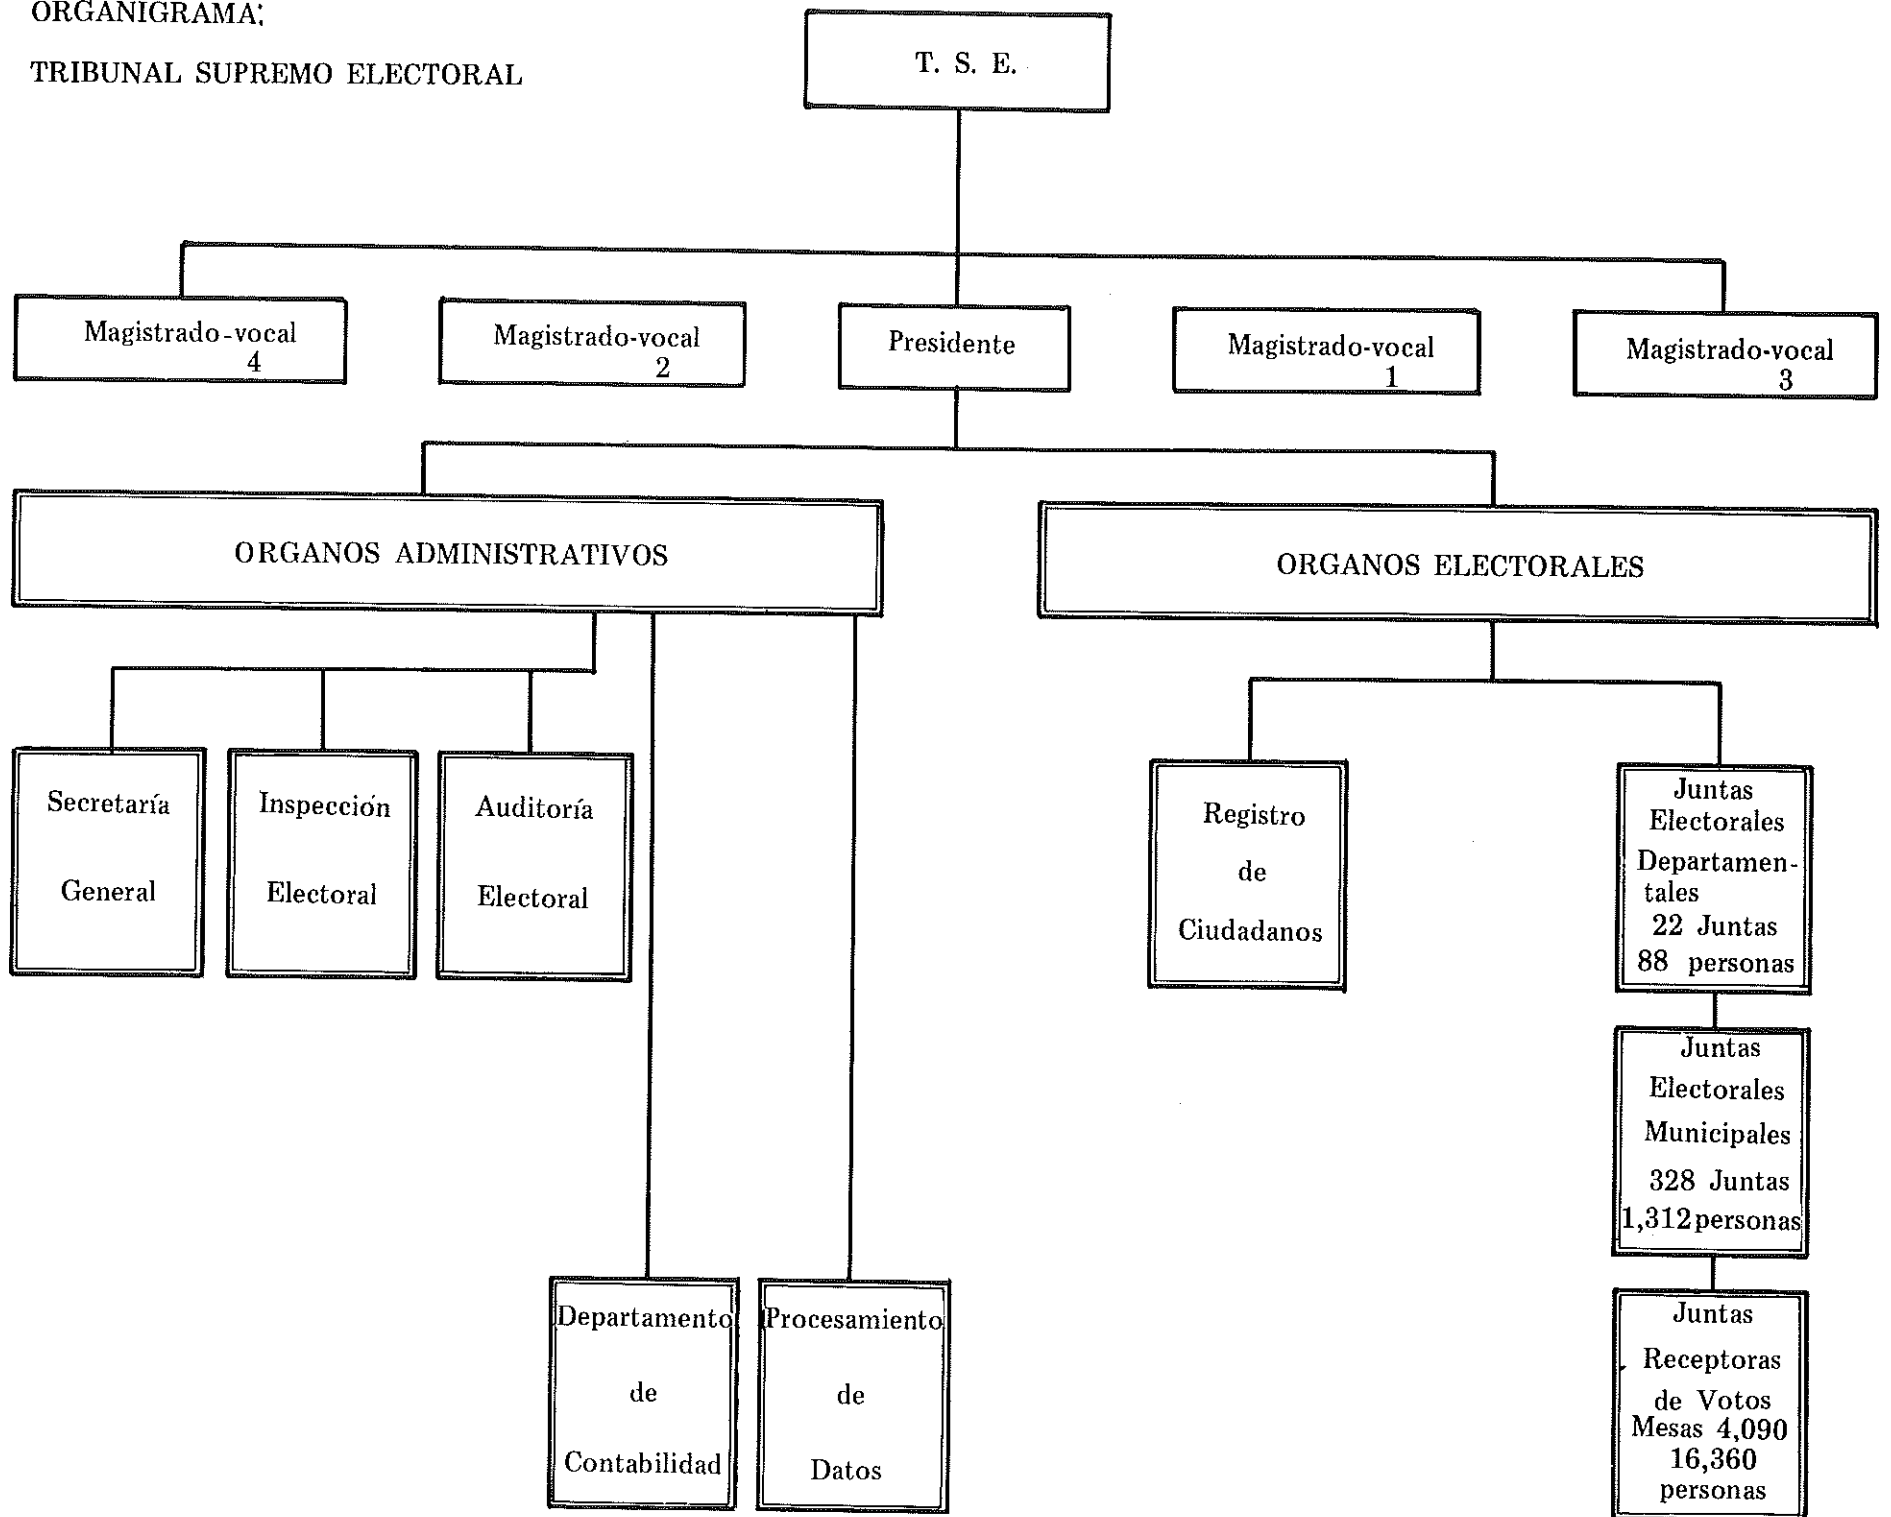 ORGANIGRAMA:
TRIBUNAL SUPREMO ELECTORAL
T. S. E.
Magistrado-vocal
4
Magistrado-vocal
2
Presidente
Magistrado-vocal
1
Magistrado-vocal
3
ORGANOS ADMINISTRATIVOS
ORGANOS ELECTORALES
Secretaría
General
Inspección
Electoral
Auditoría
Electoral
Registro
de
Ciudadanos
Juntas
Electorales
Departamen-
tales
22 Juntas
88 personas
Juntas
Electorales
Municipales
328 Juntas
1,312 personas
Departamento
de
Contabilidad
Procesamiento
de
Datos
Juntas
Receptoras
de Votos
Mesas 4,090
16,360
personas